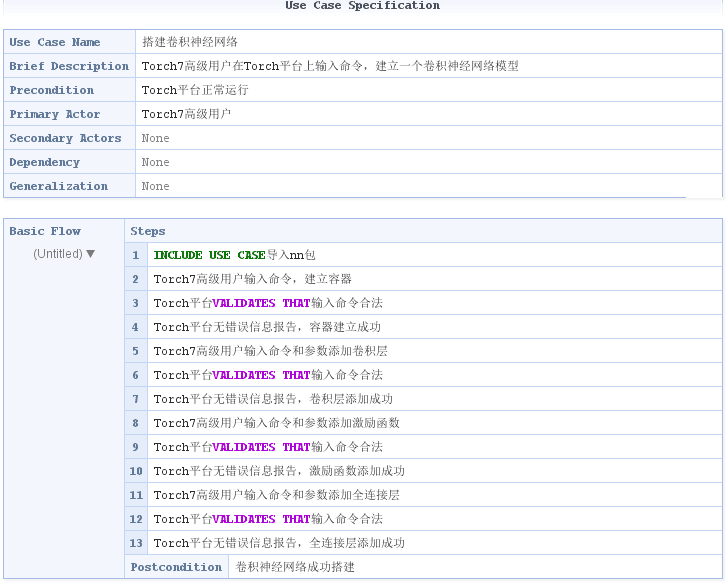 Use Case Specification
Use Case Name 搭建卷积神经网络
Brief Description Torch7高级用户在Torch平台上输入命令，建立一个卷积神经网络模型
Precondition Torch平台正常运行
Primary Actor Torch7高级用户
Secondary Actors None
Dependency None
Generalization None
Basic Flow Steps
(Untitled) ▼
1 INCLUDE USE CASE导入nn包
2 Torch7高级用户输入命令，建立容器
3 Torch平台VALIDATES THAT输入命令合法
4 Torch平台无错误信息报告，容器建立成功
5 Torch7高级用户输入命令和参数添加卷积层
6 Torch平台VALIDATES THAT输入命令合法
7 Torch平台无错误信息报告，卷积层添加成功
8 Torch7高级用户输入命令和参数添加激励函数
9 Torch平台VALIDATES THAT输入命令合法
10 Torch平台无错误信息报告，激励函数添加成功
11 Torch7高级用户输入命令和参数添加全连接层
12 Torch平台VALIDATES THAT输入命令合法
13 Torch平台无错误信息报告，全连接层添加成功
Postcondition 卷积神经网络成功搭建